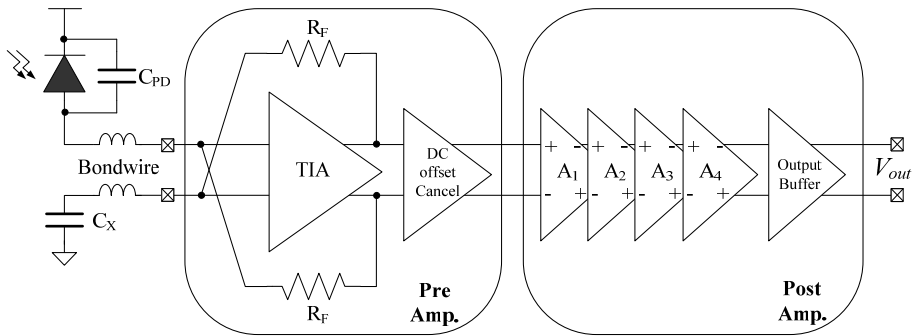 R_F
C_PD
Bondwire
C_X
TIA
DC
offset
Cancel
R_F
Pre
Amp.
+ - + - + - + -
A_1 A_2 A_3 A_4
- + - + - + - +
Output
Buffer
V_out
Post
Amp.